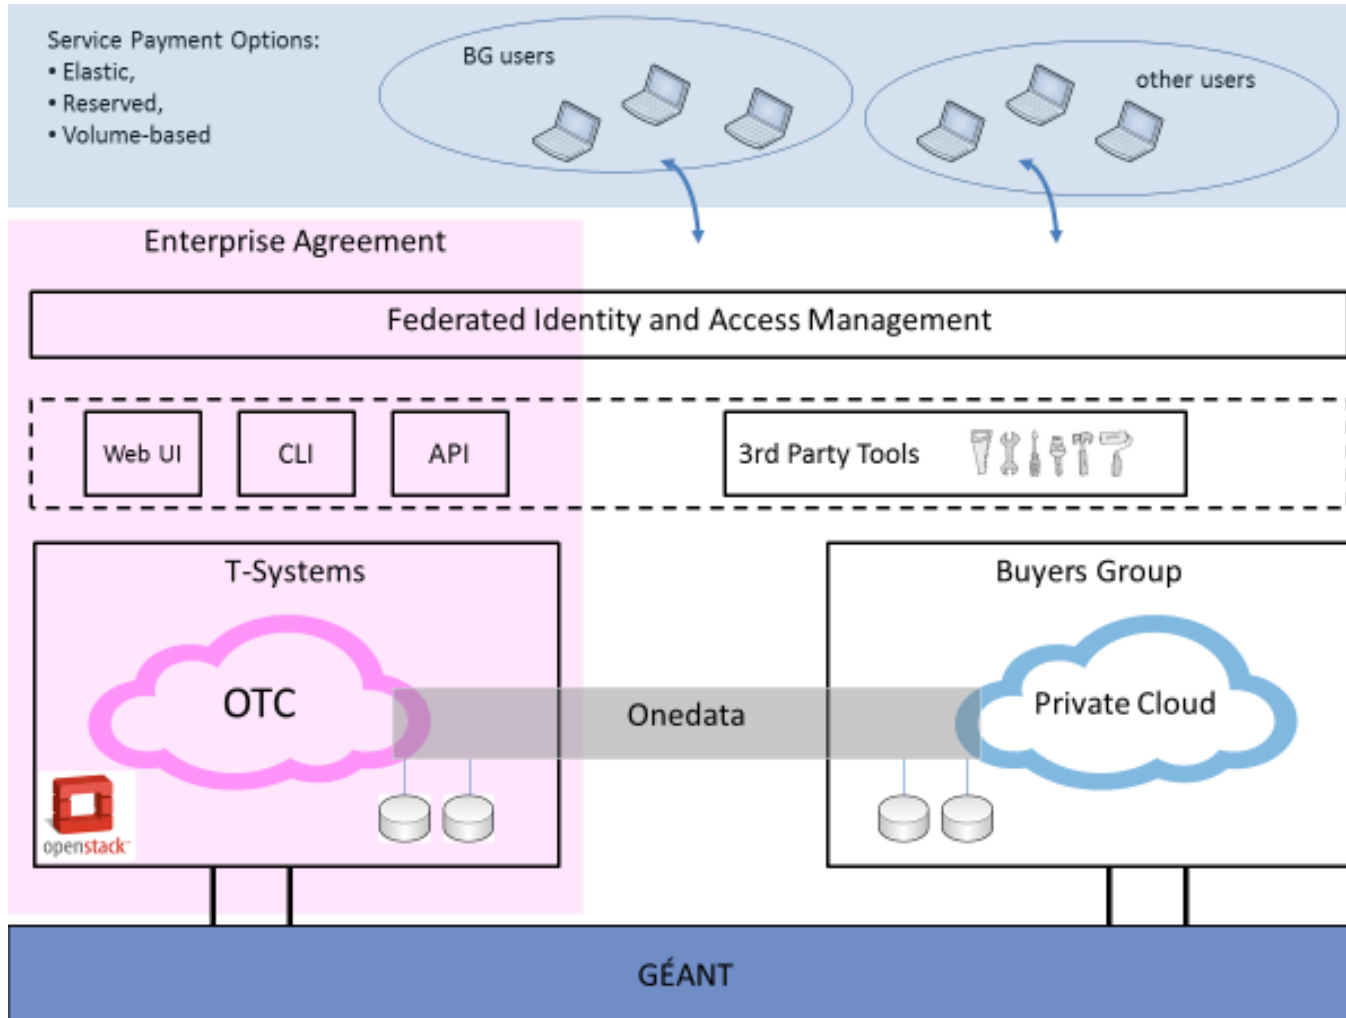 Service Payment Options:
• Elastic,
• Reserved,
• Volume-based
BG users
other users
Enterprise Agreement
Federated Identity and Access Management
Web UI
CLI
API
3rd Party Tools
T-Systems
Buyers Group
OTC
Onedata
Private Cloud
openstack™
GÉANT